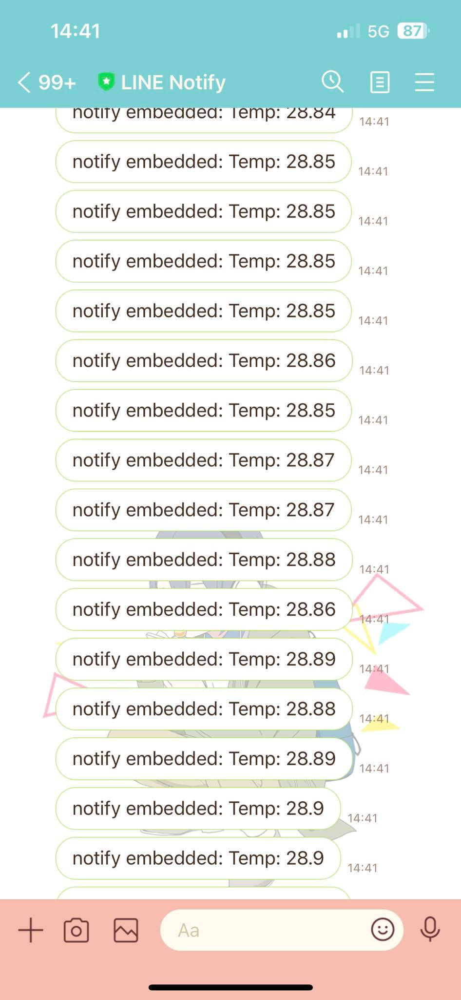 14:41
5G 87
99+ LINE Notify
notify embedded: Temp: 28.84
14:41
notify embedded: Temp: 28.85
14:41
notify embedded: Temp: 28.85
14:41
notify embedded: Temp: 28.85
14:41
notify embedded: Temp: 28.85
14:41
notify embedded: Temp: 28.86
14:41
notify embedded: Temp: 28.85
14:41
notify embedded: Temp: 28.87
14:41
notify embedded: Temp: 28.87
14:41
notify embedded: Temp: 28.88
14:41
notify embedded: Temp: 28.86
14:41
notify embedded: Temp: 28.89
14:41
notify embedded: Temp: 28.88
14:41
notify embedded: Temp: 28.89
14:41
notify embedded: Temp: 28.9
14:41
notify embedded: Temp: 28.9
14:41
Aa